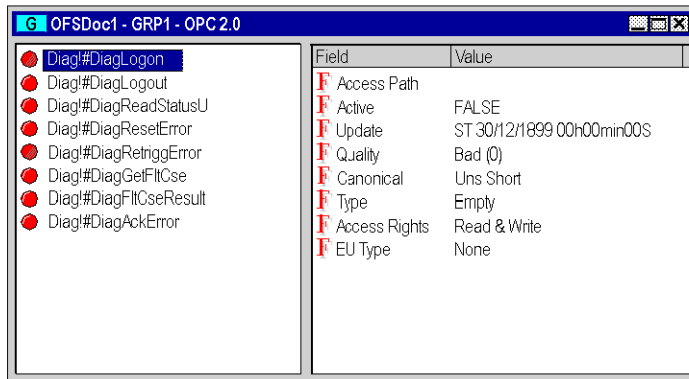 G OFSDoc1 - GRP1 - OPC 2.0
Diag!#DiagLogon
Diag!#DiagLogout
Diag!#DiagReadStatusU
Diag!#DiagResetError
Diag!#DiagRetriggError
Diag!#DiagGetFltCse
Diag!#DiagFltCseResult
Diag!#DiagAckError
Field Value
F Access Path
F Active FALSE
F Update ST 30/12/1899 00h00min00S
F Quality Bad (0)
F Canonical Uns Short
F Type Empty
F Access Rights Read & Write
F EU Type None